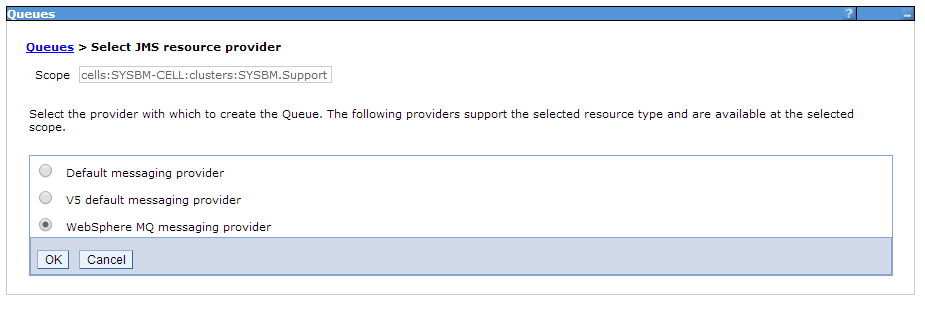 Queues ? _
Queues > Select JMS resource provider
Scope cells:SYSBM-CELL:clusters:SYSBM.Support
Select the provider with which to create the Queue. The following providers support the selected resource type and are available at the selected
scope.
Default messaging provider
V5 default messaging provider
WebSphere MQ messaging provider
OK Cancel